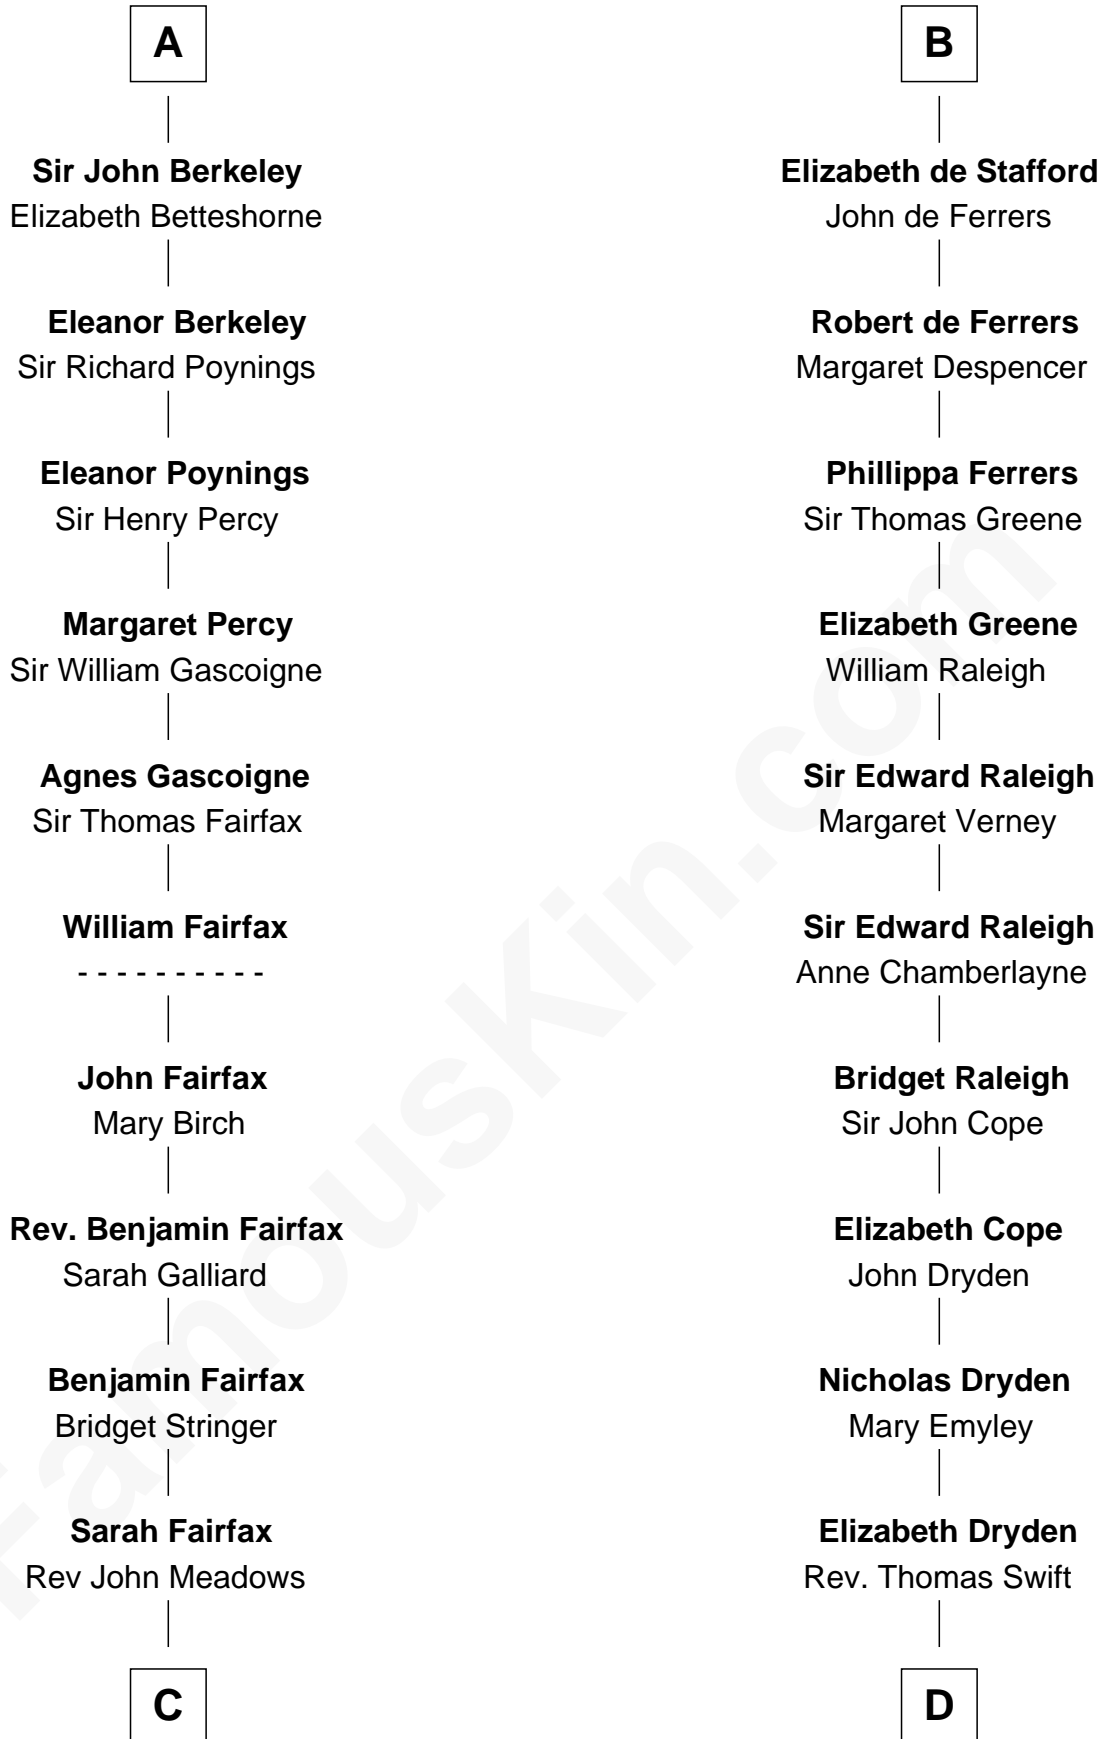 A
Sir John Berkeley
Elizabeth Betteshorne
Eleanor Berkeley
Sir Richard Poynings
Eleanor Poynings
Sir Henry Percy
Margaret Percy
Sir William Gascoigne
Agnes Gascoigne
Sir Thomas Fairfax
William Fairfax
- - - - - - - - - -
John Fairfax
Mary Birch
Rev. Benjamin Fairfax
Sarah Galliard
Benjamin Fairfax
Bridget Stringer
Sarah Fairfax
Rev John Meadows
C
B
Elizabeth de Stafford
John de Ferrers
Robert de Ferrers
Margaret Despencer
Phillippa Ferrers
Sir Thomas Greene
Elizabeth Greene
William Raleigh
Sir Edward Raleigh
Margaret Verney
Sir Edward Raleigh
Anne Chamberlayne
Bridget Raleigh
Sir John Cope
Elizabeth Cope
John Dryden
Nicholas Dryden
Mary Emyley
Elizabeth Dryden
Rev. Thomas Swift
D
FamousKin.com